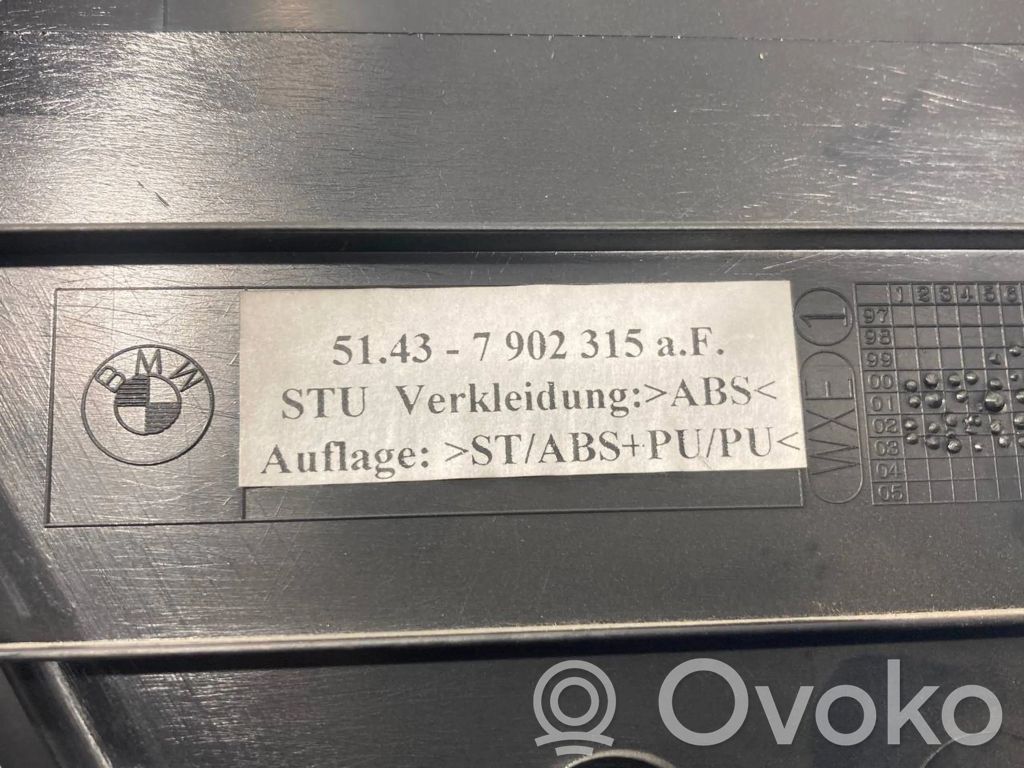 BMW
51.43 - 7 902 315 a.F.
STU Verkleidung:>ABS<
Auflage: >ST/ABS+PU/PU<
WXE 1
1 2 3 4 5 6
97
98
99
00
01
02
03
04
05
Ovoko